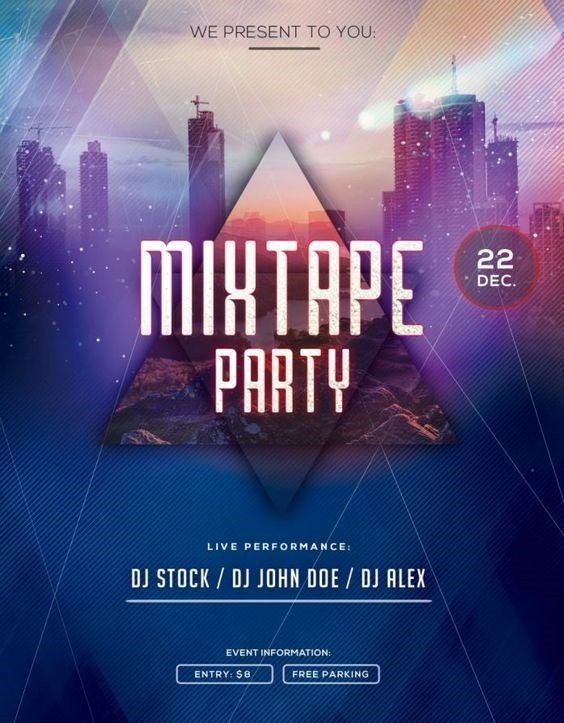 WE PRESENT TO YOU:
MIXTAPE
PARTY
22
DEC.
LIVE PERFORMANCE:
DJ STOCK / DJ JOHN DOE / DJ ALEX
EVENT INFORMATION:
ENTRY: $8
FREE PARKING